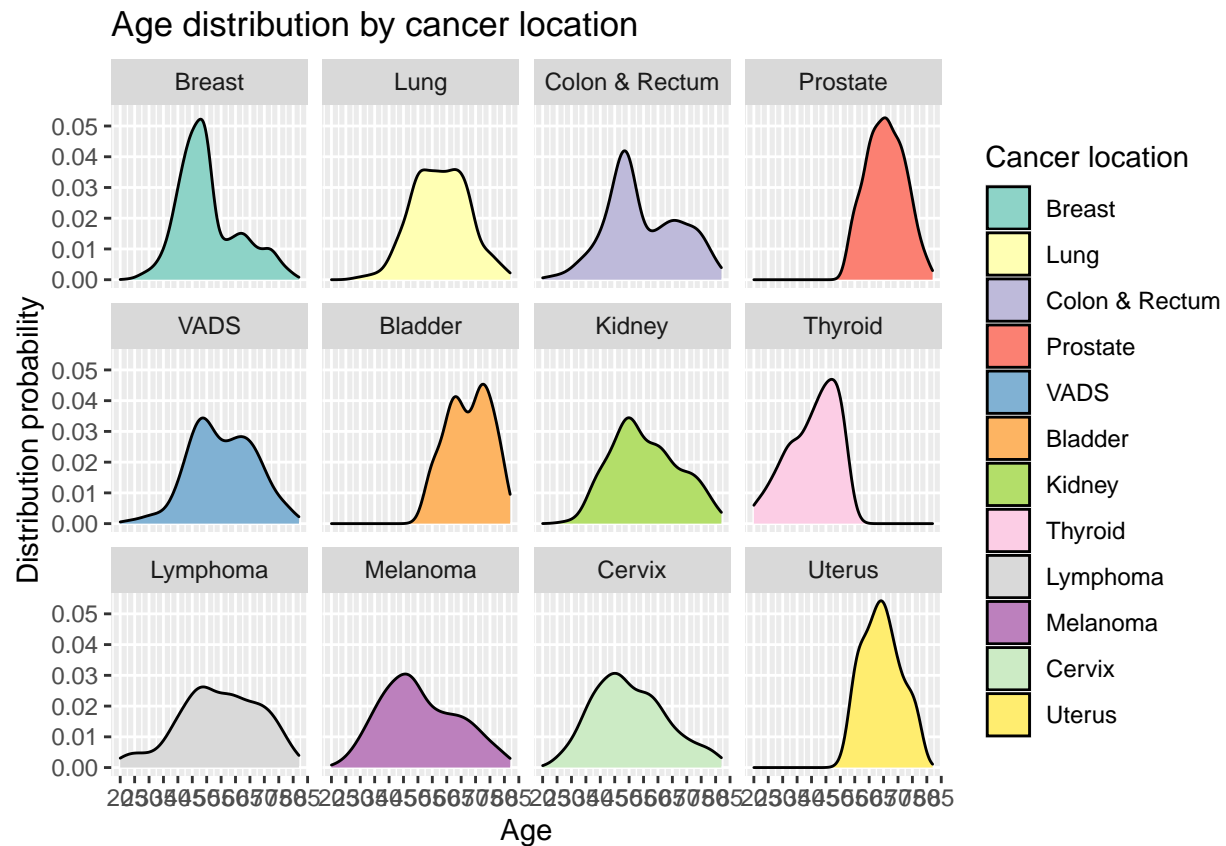 Age distribution by cancer location
Breast Lung Colon & Rectum Prostate
0.05
0.04
0.03
0.02
0.01
0.00
VADS Bladder Kidney Thyroid
0.05
0.04
0.03
0.02
0.01
0.00
Lymphoma Melanoma Cervix Uterus
0.05
0.04
0.03
0.02
0.01
0.00
Distribution probability
Age
Cancer location
Breast
Lung
Colon & Rectum
Prostate
VADS
Bladder
Kidney
Thyroid
Lymphoma
Melanoma
Cervix
Uterus